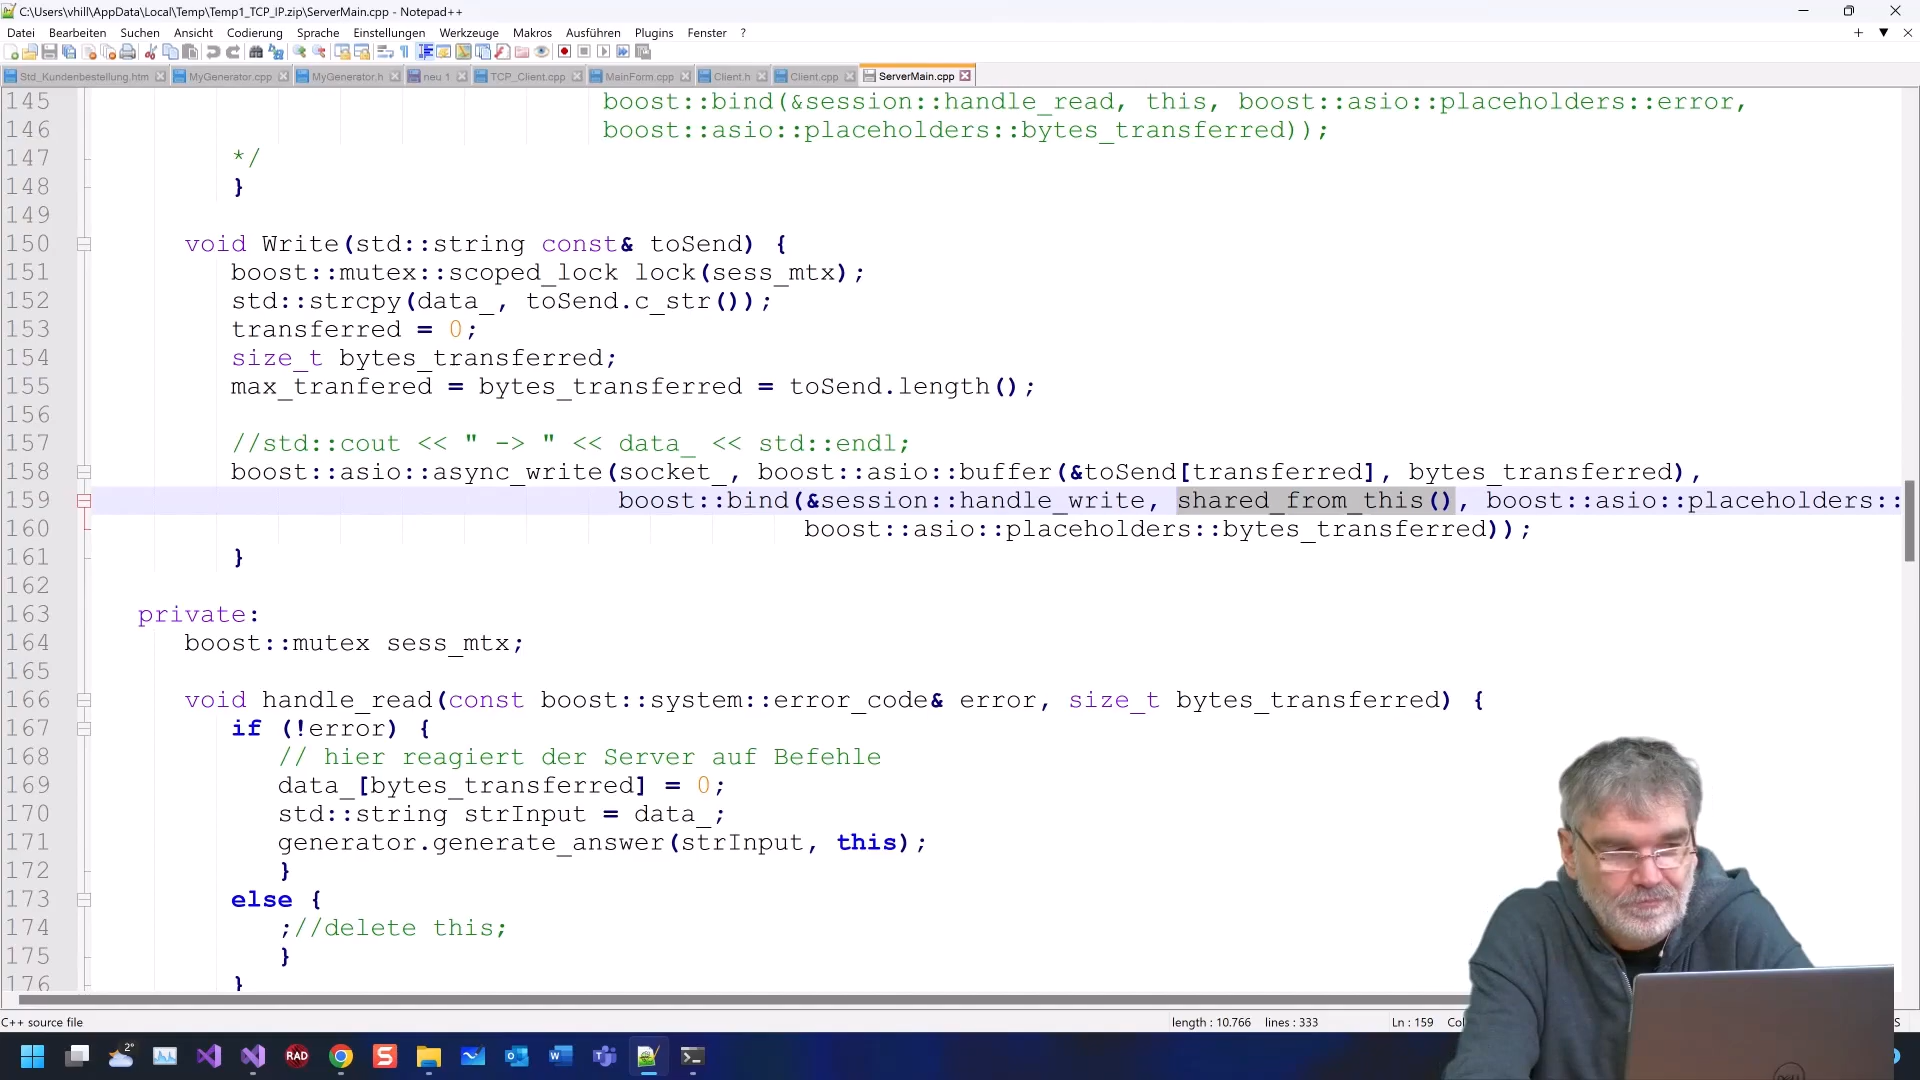 C:\Users\vhill\AppData\Local\Temp\Temp1_TCP_IP.zip\ServerMain.cpp - Notepad++
Datei Bearbeiten Suchen Ansicht Codierung Sprache Einstellungen Werkzeuge Makros Ausführen Plugins Fenster ?
Std_Kundenbestellung.htm MyGenerator.cpp MyGenerator.h neu 1 TCP_Client.cpp MainForm.cpp Client.h Client.cpp ServerMain.cpp
145 boost::bind(&session::handle_read, this, boost::asio::placeholders::error,
146 boost::asio::placeholders::bytes_transferred));
147 */
148 }
149
150 void Write(std::string const& toSend) {
151 boost::mutex::scoped_lock lock(sess_mtx);
152 std::strcpy(data_, toSend.c_str());
153 transferred = 0;
154 size_t bytes_transferred;
155 max_tranfered = bytes_transferred = toSend.length();
156
157 //std::cout << " -> " << data_ << std::endl;
158 boost::asio::async_write(socket_, boost::asio::buffer(&toSend[transferred], bytes_transferred),
159 boost::bind(&session::handle_write, shared_from_this(), boost::asio::placeholders::
160 boost::asio::placeholders::bytes_transferred));
161 }
162
163 private:
164 boost::mutex sess_mtx;
165
166 void handle_read(const boost::system::error_code& error, size_t bytes_transferred) {
167 if (!error) {
168 // hier reagiert der Server auf Befehle
169 data_[bytes_transferred] = 0;
170 std::string strInput = data_;
171 generator.generate_answer(strInput, this);
172 }
173 else {
174 ;//delete this;
175 }
176 }
C++ source file length : 10.766 lines : 333 Ln : 159
2° RAD